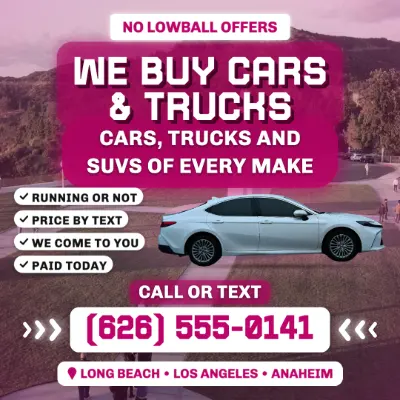 NO LOWBALL OFFERS
WE BUY CARS
& TRUCKS
CARS, TRUCKS AND
SUVS OF EVERY MAKE
RUNNING OR NOT
PRICE BY TEXT
WE COME TO YOU
PAID TODAY
CALL OR TEXT
(626) 555-0141
LONG BEACH • LOS ANGELES • ANAHEIM